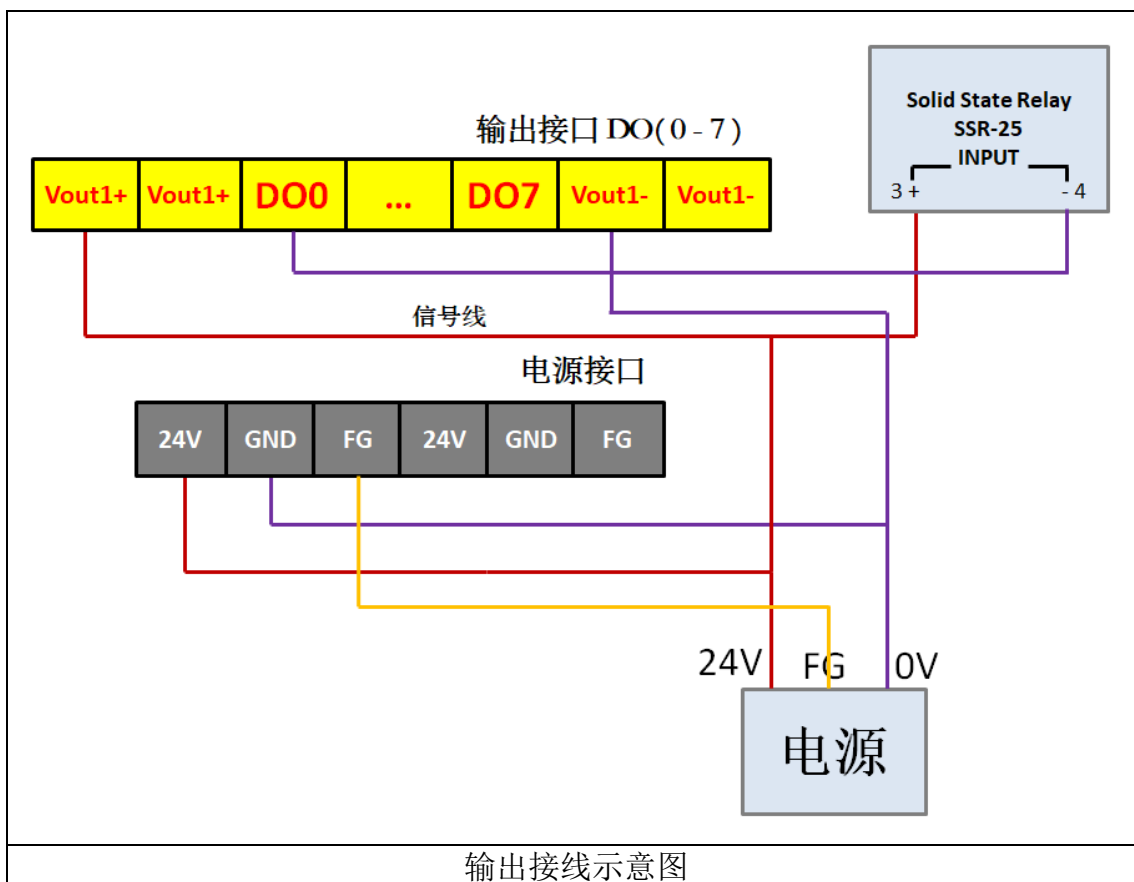 Solid State Relay
SSR-25
INPUT
3 +
- 4
输出接口 DO(0-7)
Vout1+ Vout1+ DO0 ... DO7 Vout1- Vout1-
信号线
电源接口
24V GND FG 24V GND FG
24V FG 0V
电源
输出接线示意图